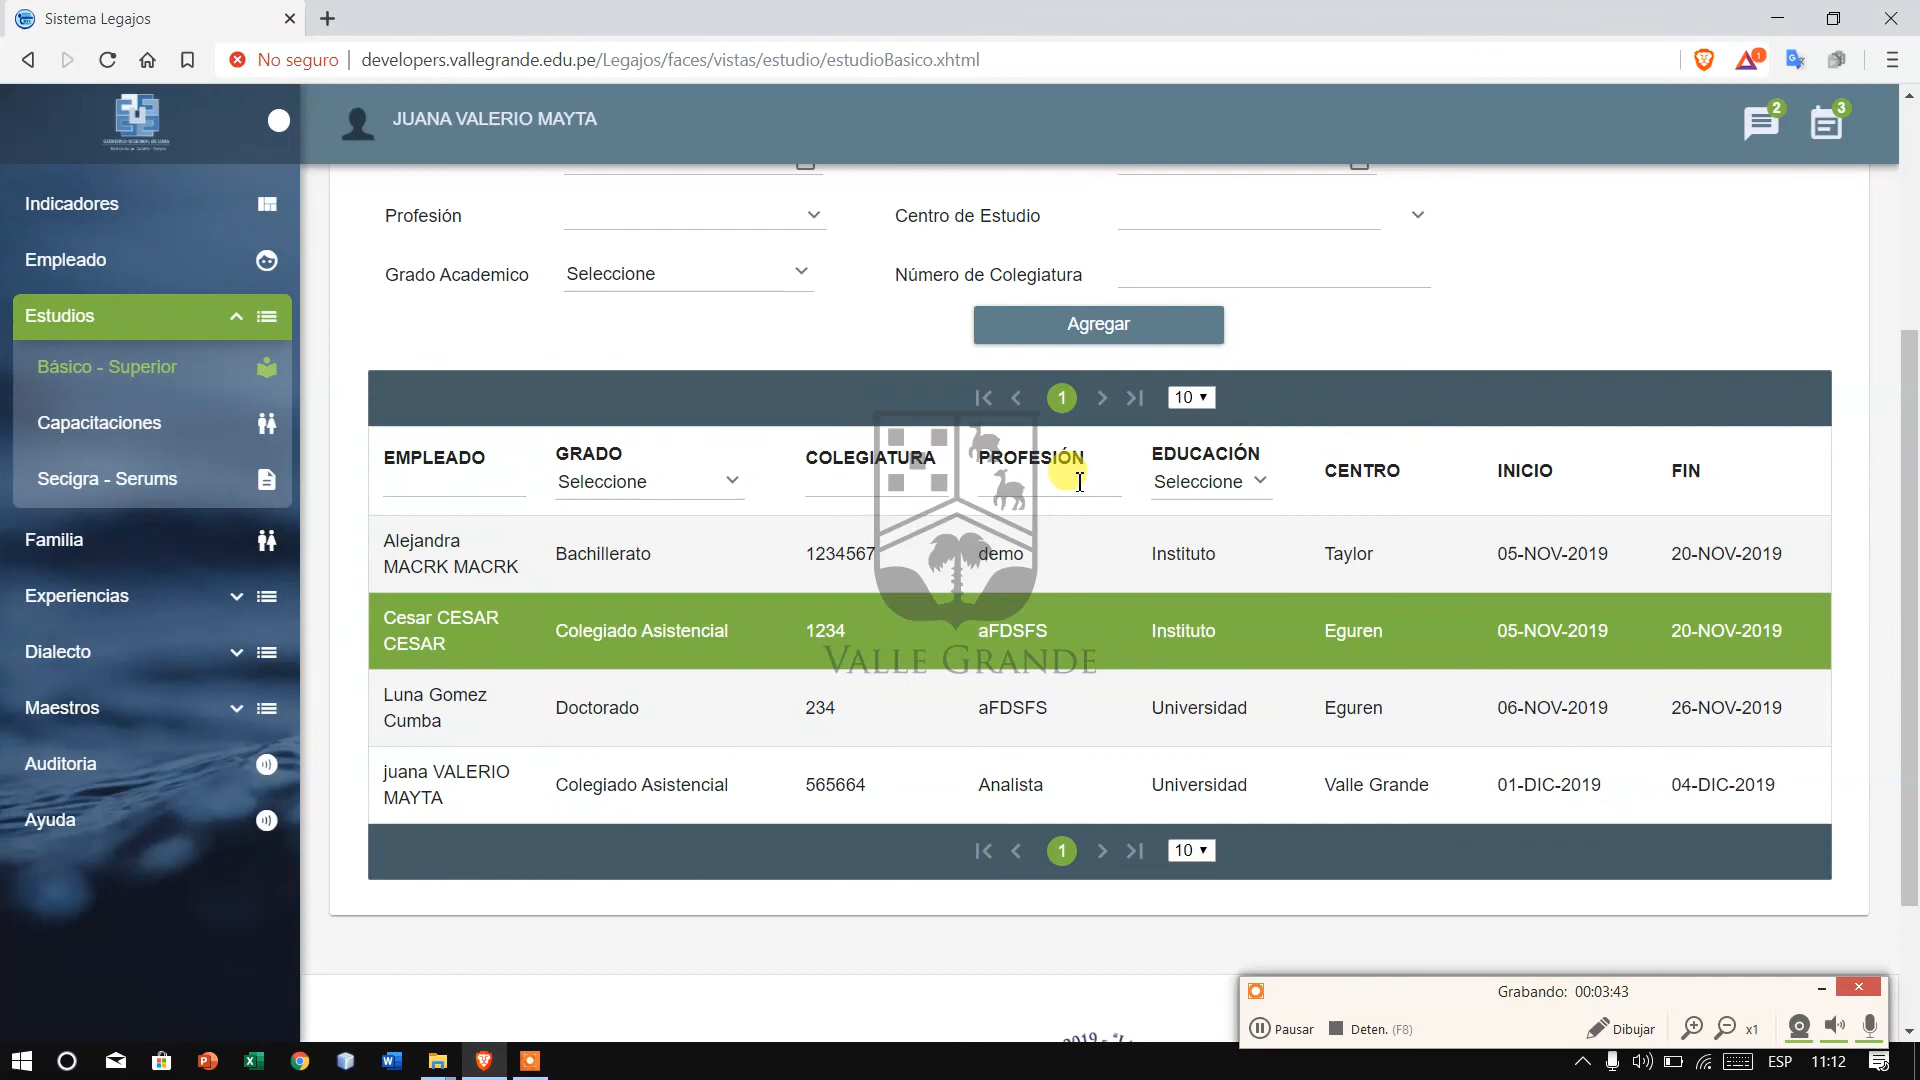 Sistema Legajos
No seguro
developers.vallegrande.edu.pe/Legajos/faces/vistas/estudio/estudioBasico.xhtml
1
JUANA VALERIO MAYTA
2
3
Indicadores
Empleado
Estudios
Básico - Superior
Capacitaciones
Secigra - Serums
Familia
Experiencias
Dialecto
Maestros
Auditoria
Ayuda
Profesión
Centro de Estudio
Grado Academico
Seleccione
Número de Colegiatura
Agregar
1
10
EMPLEADO GRADO COLEGIATURA PROFESIÓN EDUCACIÓN CENTRO INICIO FIN
Seleccione Seleccione
Alejandra
MACRK MACRK Bachillerato 1234567 demo Instituto Taylor 05-NOV-2019 20-NOV-2019
Cesar CESAR
CESAR Colegiado Asistencial 1234 aFDSFS Instituto Eguren 05-NOV-2019 20-NOV-2019
VALLE GRANDE
Luna Gomez
Cumba Doctorado 234 aFDSFS Universidad Eguren 06-NOV-2019 26-NOV-2019
juana VALERIO
MAYTA Colegiado Asistencial 565664 Analista Universidad Valle Grande 01-DIC-2019 04-DIC-2019
1
10
Grabando: 00:03:43
Pausar
Deten. (F8)
Dibujar
x1
ESP
11:12